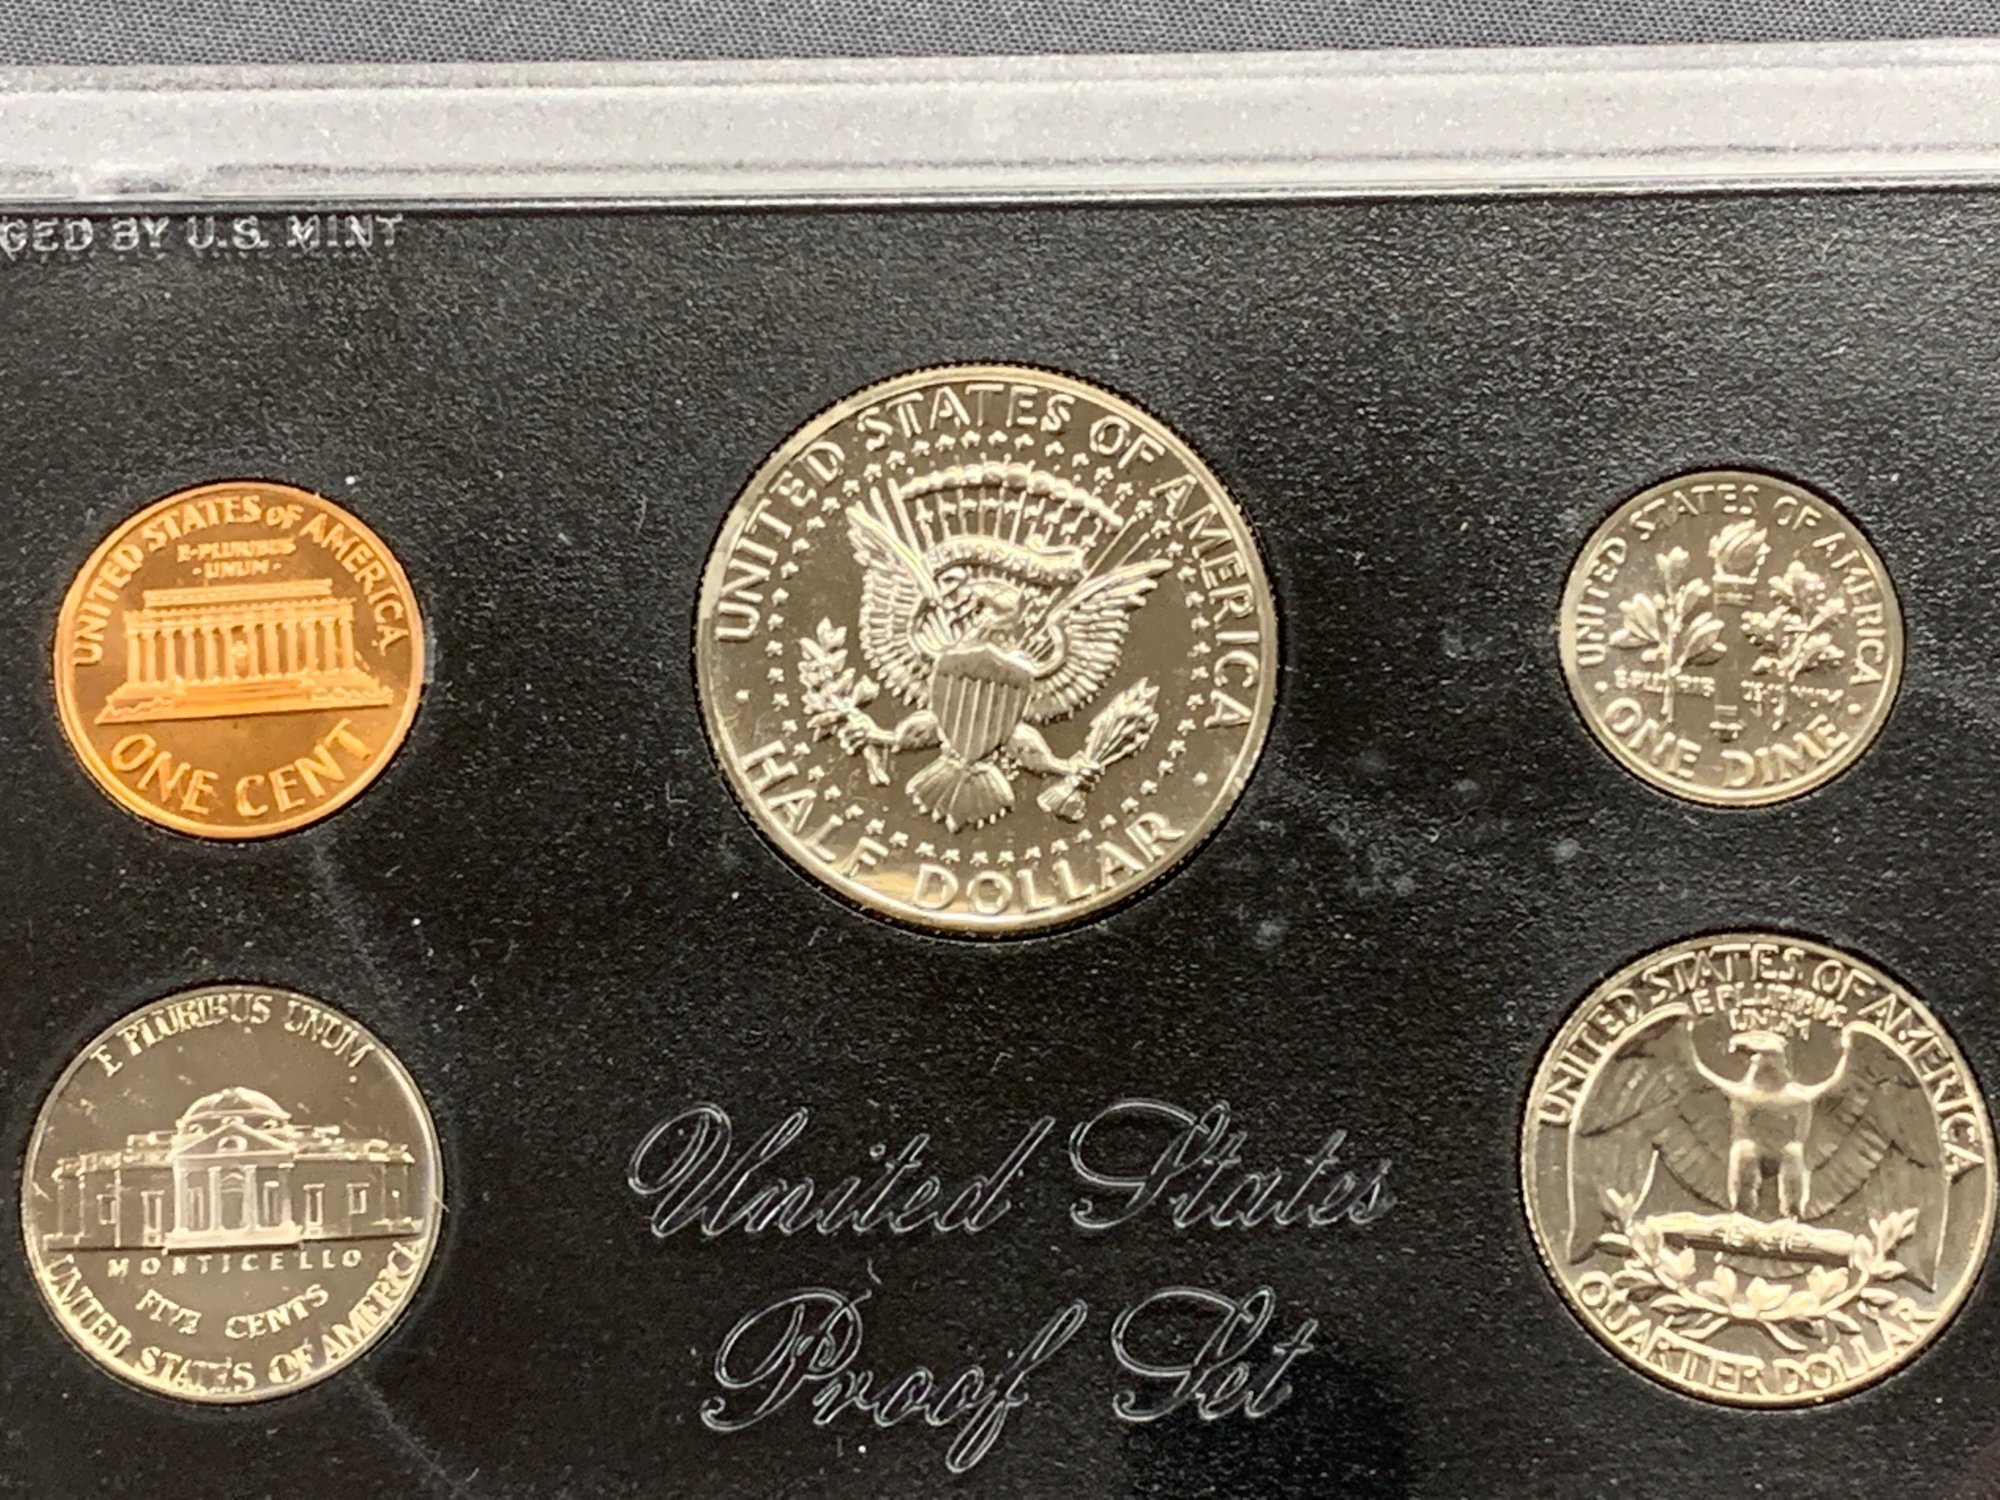 GED BY U.S. MINT
UNITED STATES OF AMERICA
E·PLURIBUS
·UNUM·
ONE CENT
UNITED STATES OF AMERICA
HALF DOLLAR
UNITED STATES OF AMERICA
ONE DIME
E PLURIBUS UNUM
MONTICELLO
FIVE CENTS
UNITED STATES OF AMERICA
United States
Proof Set
UNITED STATES OF AMERICA
E PLURIBUS
UNUM
QUARTER DOLLAR